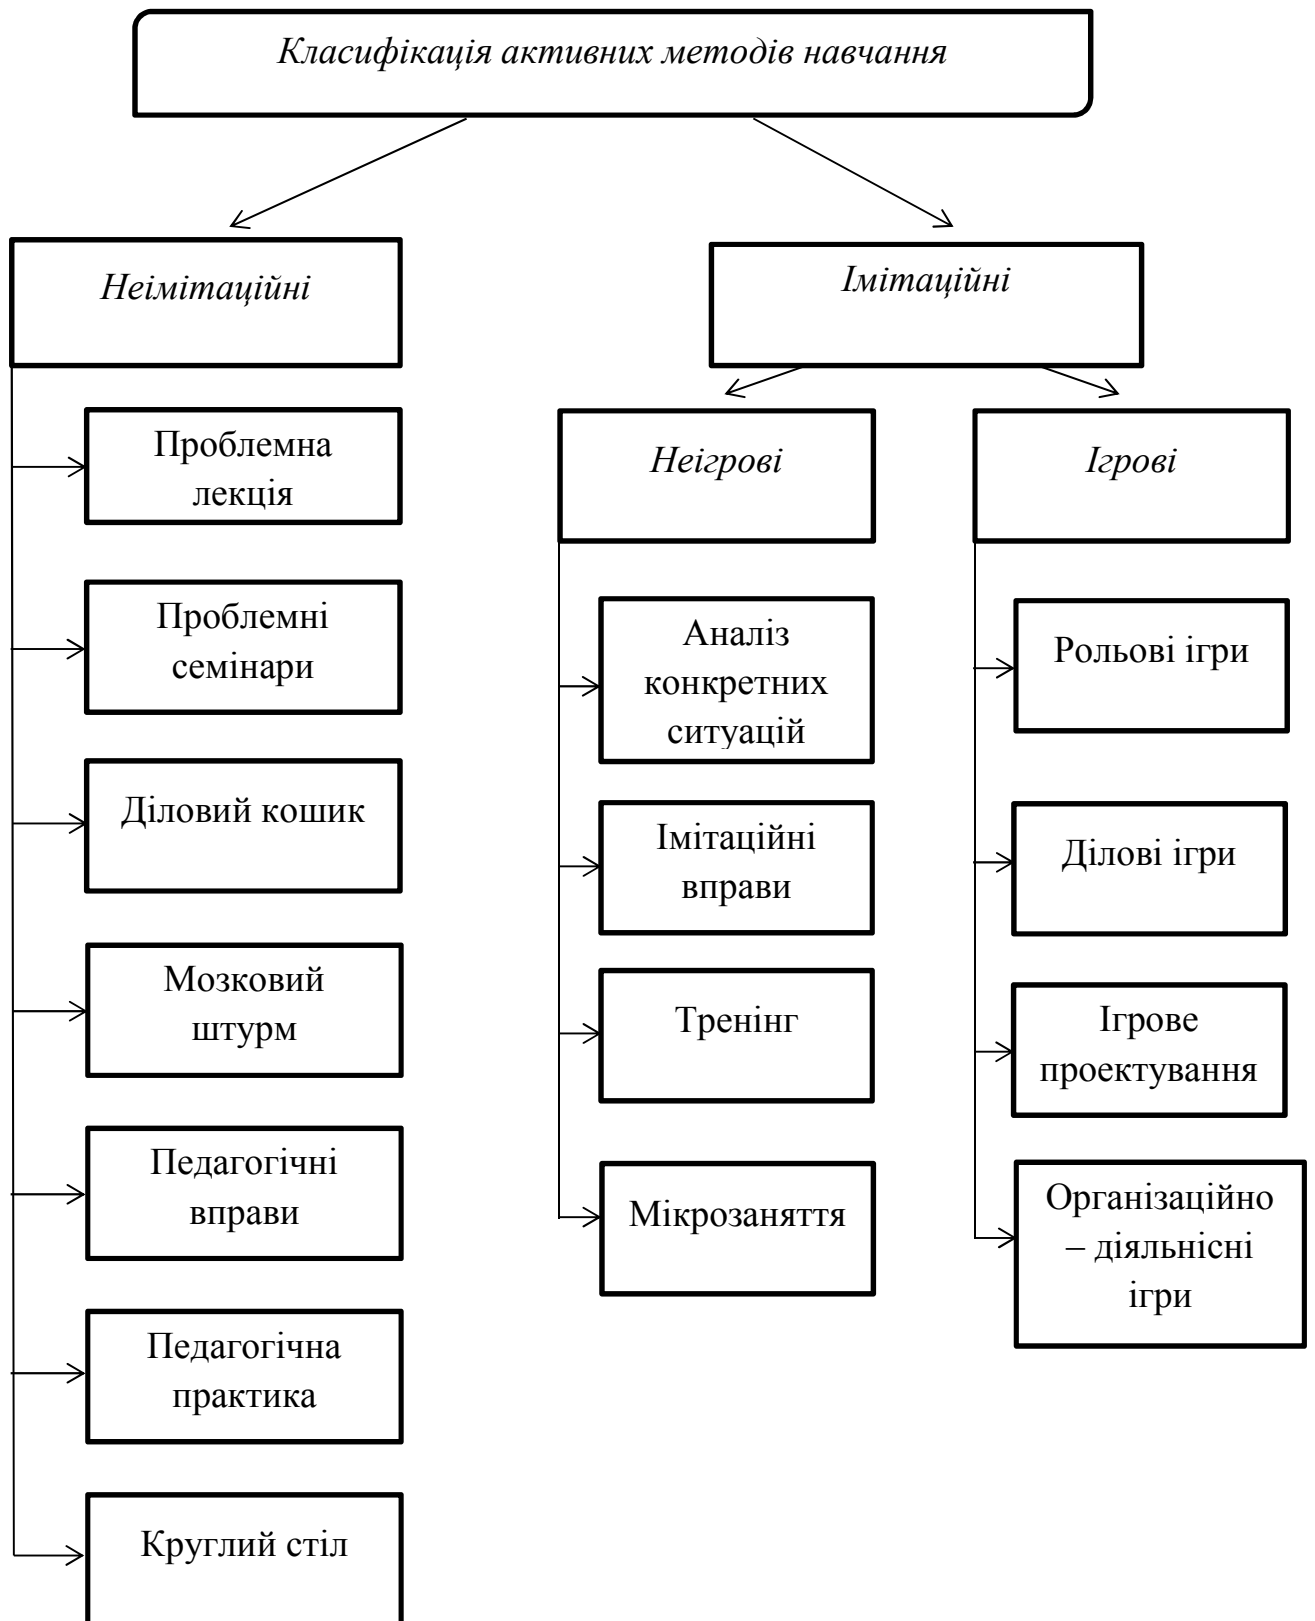 Класифікація активних методів навчання
Неімітаційні
Імітаційні
Проблемна
лекція
Проблемні
семінари
Діловий кошик
Мозковий
штурм
Педагогічні
вправи
Педагогічна
практика
Круглий стіл
Неігрові
Аналіз
конкретних
ситуацій
Імітаційні
вправи
Тренінг
Мікрозаняття
Ігрові
Рольові ігри
Ділові ігри
Ігрове
проектування
Організаційно
– діяльнісні
ігри